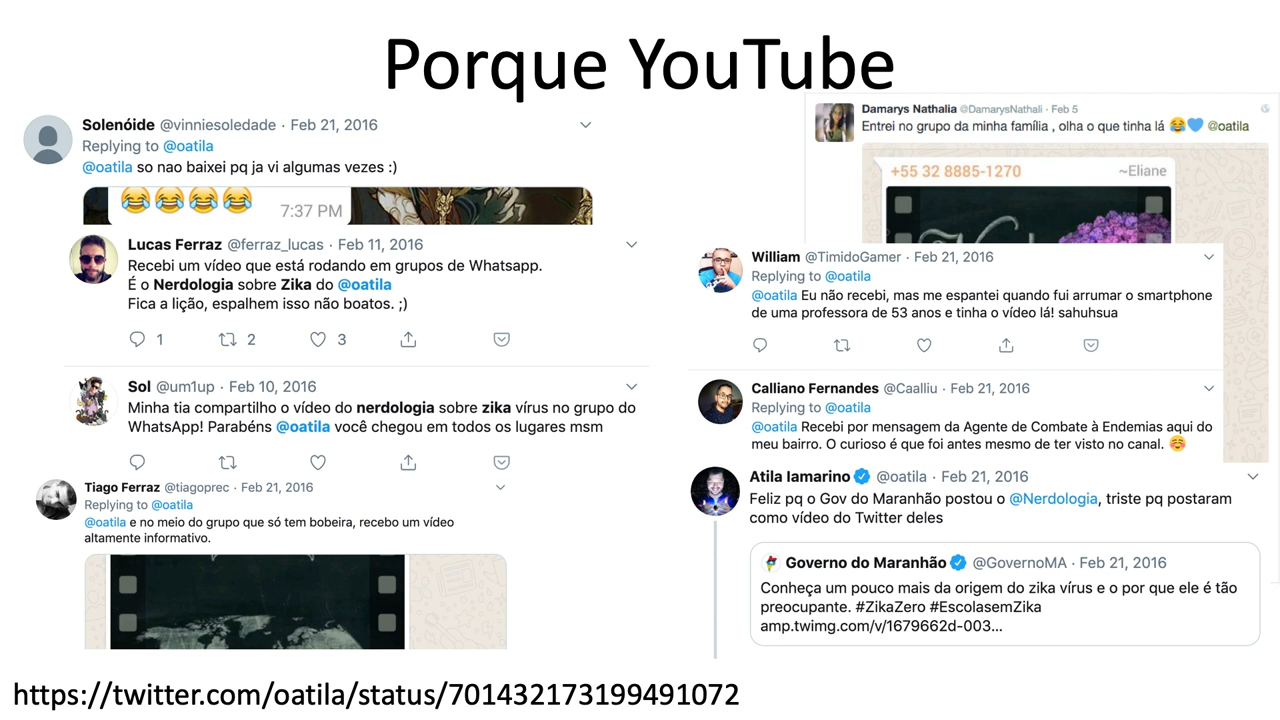 Porque YouTube
Solenóide @vinniesoledade · Feb 21, 2016
Replying to @oatila
@oatila so nao baixei pq ja vi algumas vezes :)
😂😂😂😂 7:37 PM
Lucas Ferraz @ferraz_lucas · Feb 11, 2016
Recebi um vídeo que está rodando em grupos de Whatsapp.
É o Nerdologia sobre Zika do @oatila
Fica a lição, espalhem isso não boatos. ;)
1 2 3
Sol @um1up · Feb 10, 2016
Minha tia compartilho o vídeo do nerdologia sobre zika vírus no grupo do
WhatsApp! Parabéns @oatila você chegou em todos os lugares msm
Tiago Ferraz @tiagoprec · Feb 21, 2016
Replying to @oatila
@oatila e no meio do grupo que só tem bobeira, recebo um vídeo
altamente informativo.
Damarys Nathalia @DamarysNathali · Feb 5
Entrei no grupo da minha família , olha o que tinha lá 😂💙 @oatila
+55 32 8885-1270 ~Eliane
William @TimidoGamer · Feb 21, 2016
Replying to @oatila
@oatila Eu não recebi, mas me espantei quando fui arrumar o smartphone
de uma professora de 53 anos e tinha o vídeo lá! sahuhsua
Calliano Fernandes @Caalliu · Feb 21, 2016
Replying to @oatila
@oatila Recebi por mensagem da Agente de Combate à Endemias aqui do
meu bairro. O curioso é que foi antes mesmo de ter visto no canal. ☺️
Atila Iamarino @oatila · Feb 21, 2016
Feliz pq o Gov do Maranhão postou o @Nerdologia, triste pq postaram
como vídeo do Twitter deles
Governo do Maranhão @GovernoMA · Feb 21, 2016
Conheça um pouco mais da origem do zika vírus e o por que ele é tão
preocupante. #ZikaZero #EscolasemZika
amp.twimg.com/v/1679662d-003...
https://twitter.com/oatila/status/701432173199491072